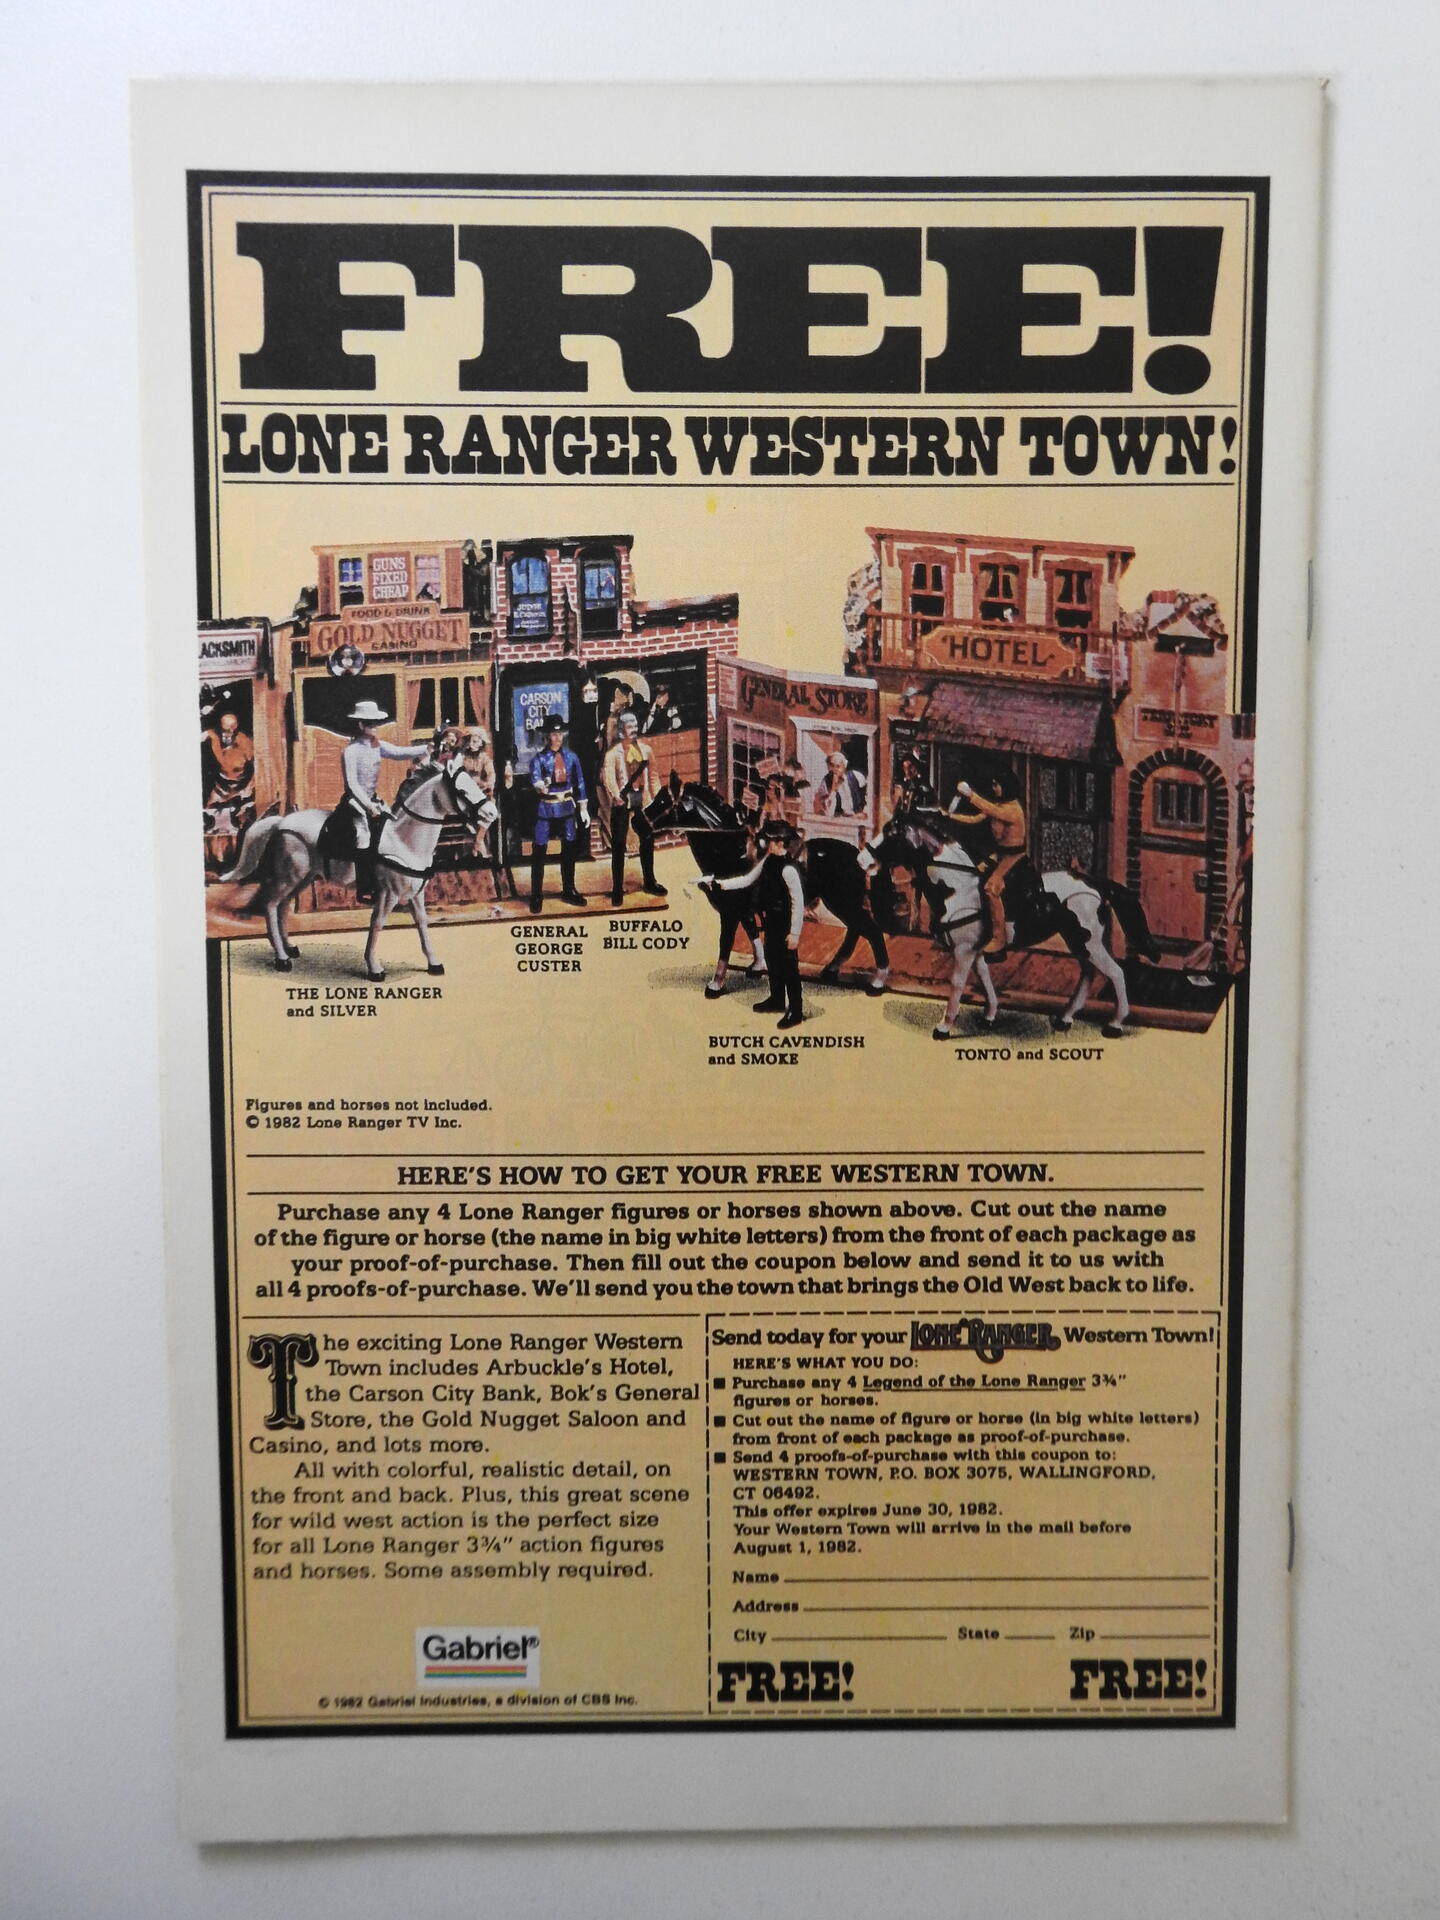 FREE!
LONE RANGER WESTERN TOWN!
GUNS
FIXED
CHEAP
FOOD & DRINK
GOLD NUGGET
CASINO
ACKSMITH
JUDGE
CARSON
CITY
BA
GENERAL STORE
HOTEL
TERRITORY
GENERAL
GEORGE
CUSTER
BUFFALO
BILL CODY
THE LONE RANGER
and SILVER
BUTCH CAVENDISH
and SMOKE
TONTO and SCOUT
Figures and horses not included.
© 1982 Lone Ranger TV Inc.
HERE'S HOW TO GET YOUR FREE WESTERN TOWN.
Purchase any 4 Lone Ranger figures or horses shown above. Cut out the name
of the figure or horse (the name in big white letters) from the front of each package as
your proof-of-purchase. Then fill out the coupon below and send it to us with
all 4 proofs-of-purchase. We'll send you the town that brings the Old West back to life.
The exciting Lone Ranger Western
Town includes Arbuckle's Hotel,
the Carson City Bank, Bok's General
Store, the Gold Nugget Saloon and
Casino, and lots more.
All with colorful, realistic detail, on
the front and back. Plus, this great scene
for wild west action is the perfect size
for all Lone Ranger 3¾" action figures
and horses. Some assembly required.
Gabriel®
© 1982 Gabriel Industries, a division of CBS Inc.
Send today for your LONE RANGER Western Town!
HERE'S WHAT YOU DO:
■ Purchase any 4 Legend of the Lone Ranger 3¾"
figures or horses.
■ Cut out the name of figure or horse (in big white letters)
from front of each package as proof-of-purchase.
■ Send 4 proofs-of-purchase with this coupon to:
WESTERN TOWN, P.O. BOX 3075, WALLINGFORD,
CT 06492.
This offer expires June 30, 1982.
Your Western Town will arrive in the mail before
August 1, 1982.
Name
Address
City State Zip
FREE! FREE!